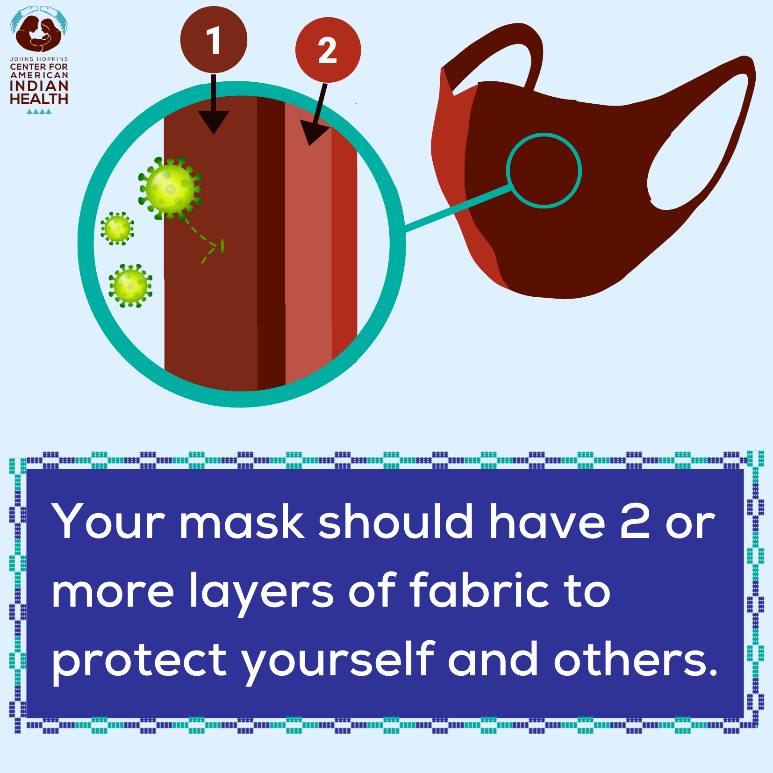 JOHNS HOPKINS
CENTER FOR
AMERICAN
INDIAN
HEALTH
1
2
Your mask should have 2 or
more layers of fabric to
protect yourself and others.